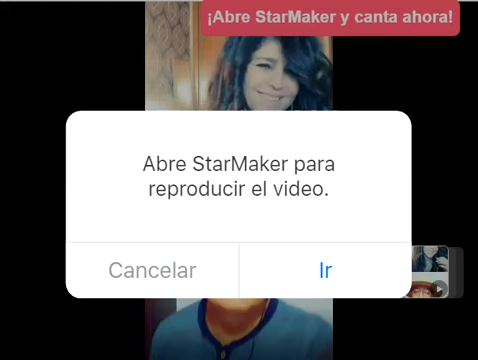 ¡Abre StarMaker y canta ahora!
Abre StarMaker para
reproducir el video.
Cancelar
Ir